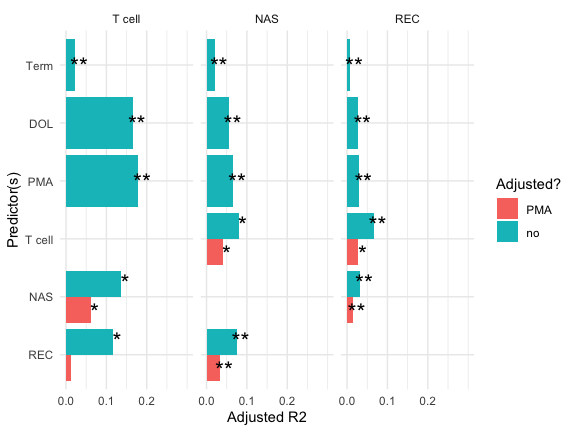 T cell NAS REC
Term ** ** **
DOL ** ** **
PMA ** ** **
T cell * **
* *
NAS * **
* **
REC * **
**
0.0 0.1 0.2 0.0 0.1 0.2 0.0 0.1 0.2
Adjusted R2
Predictor(s)
Adjusted?
PMA
no